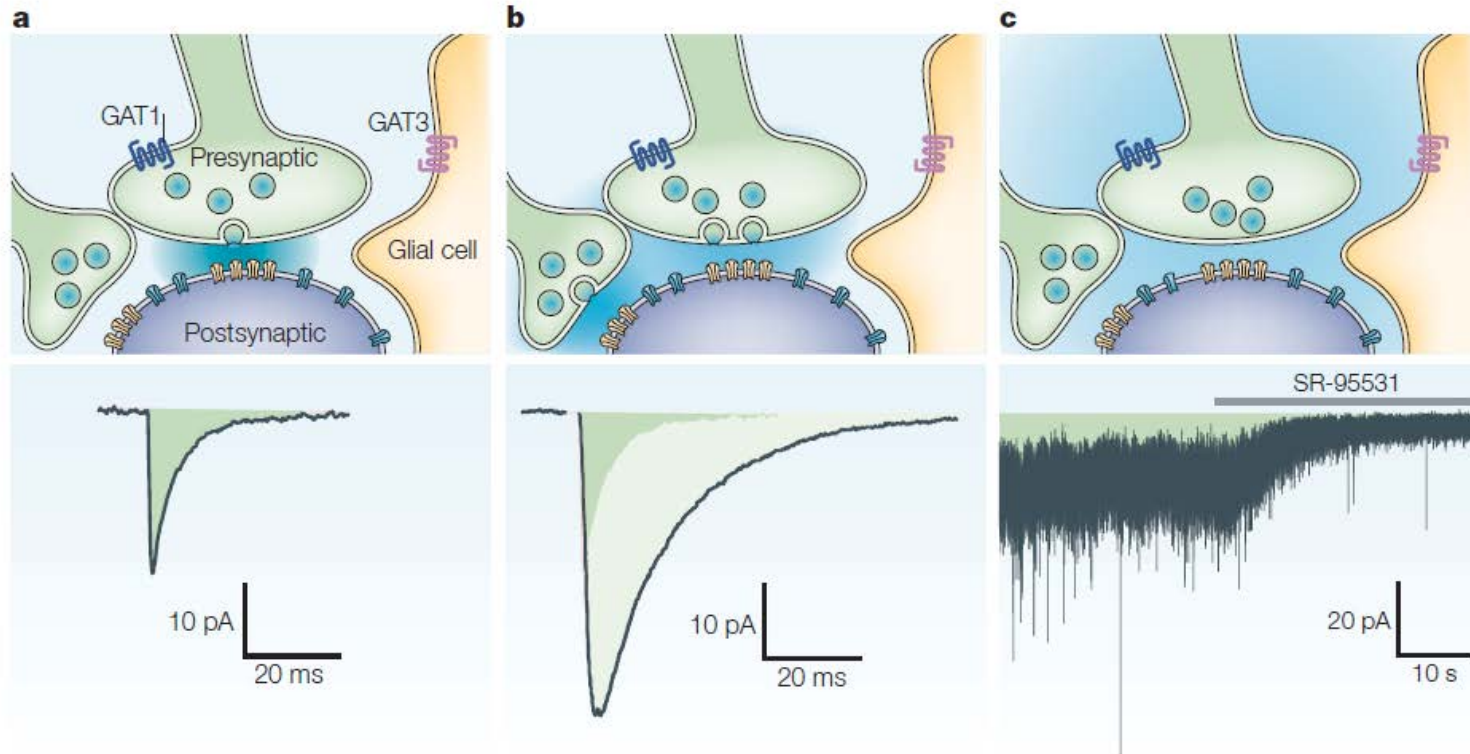 a
b
c
GAT1
GAT3
Presynaptic
Glial cell
Postsynaptic
10 pA
20 ms
10 pA
20 ms
SR-95531
20 pA
10 s